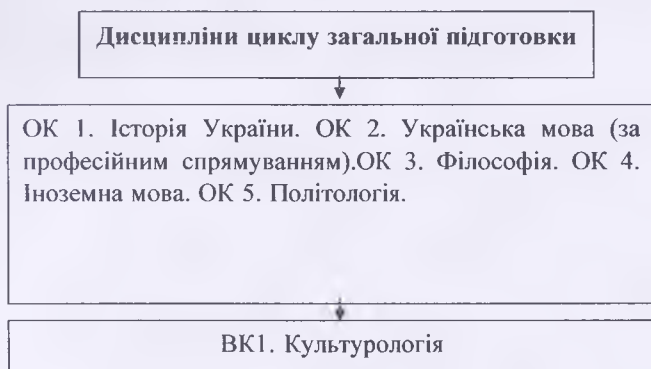 Дисципліни циклу загальної підготовки
ОК 1. Історія України. ОК 2. Українська мова (за
професійним спрямуванням).ОК 3. Філософія. ОК 4.
Іноземна мова. ОК 5. Політологія.
ВК1. Культурологія